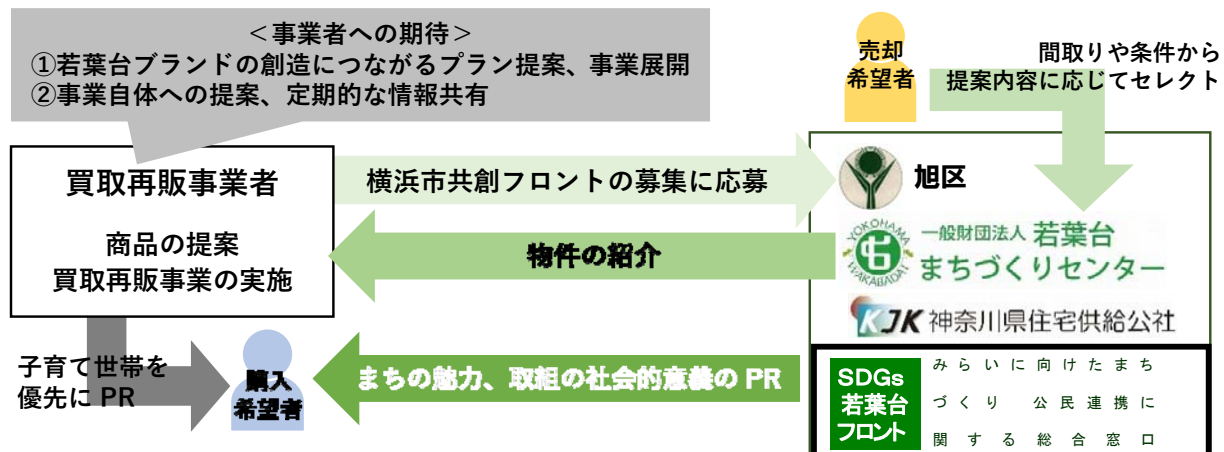 ＜事業者への期待＞
①若葉台ブランドの創造につながるプラン提案、事業展開
②事業自体への提案、定期的な情報共有
売却
希望者
間取りや条件から
提案内容に応じてセレクト
買取再販事業者
商品の提案
買取再販事業の実施
横浜市共創フロントの募集に応募
物件の紹介
旭区
YOKOHAMA
WAKABADAI
一般財団法人 若葉台
まちづくりセンター
KJK 神奈川県住宅供給公社
子育て世帯を
優先に PR
購入
希望者
まちの魅力、取組の社会的意義の PR
SDGs
若葉台
フロント
みらいに向けたまち
づくり 公民連携に
関する総合窓口